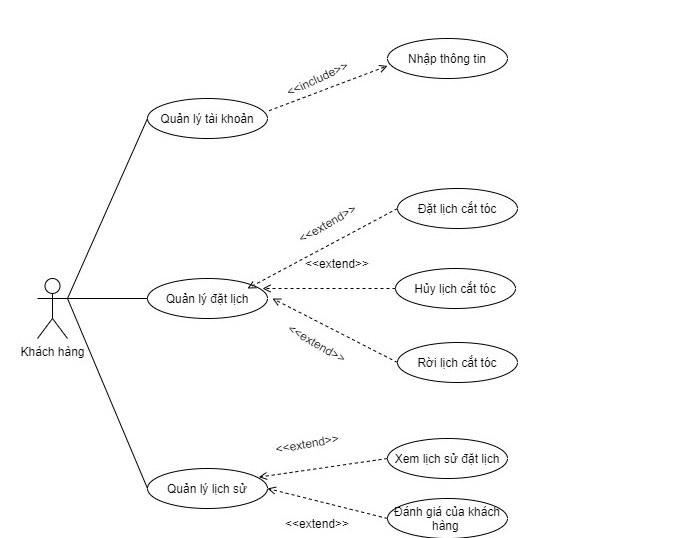 Nhập thông tin
<<include>>
Quản lý tài khoản
Đặt lịch cắt tóc
<<extend>>
<<extend>>
Hủy lịch cắt tóc
Quản lý đặt lịch
<<extend>>
Khách hàng
Rời lịch cắt tóc
<<extend>>
Xem lịch sử đặt lịch
Quản lý lịch sử
Đánh giá của khách
hàng
<<extend>>